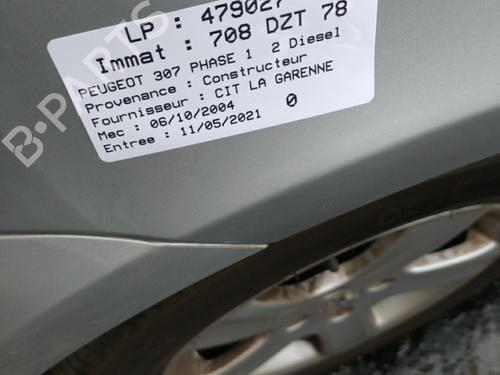 LP : 479027
Immat : 708 DZT 78
PEUGEOT 307 PHASE 1 2 Diesel
Provenance : Constructeur
Fournisseur : CIT LA GARENNE
Mec : 06/10/2004 0
Entree : 11/05/2021
B-PARTS